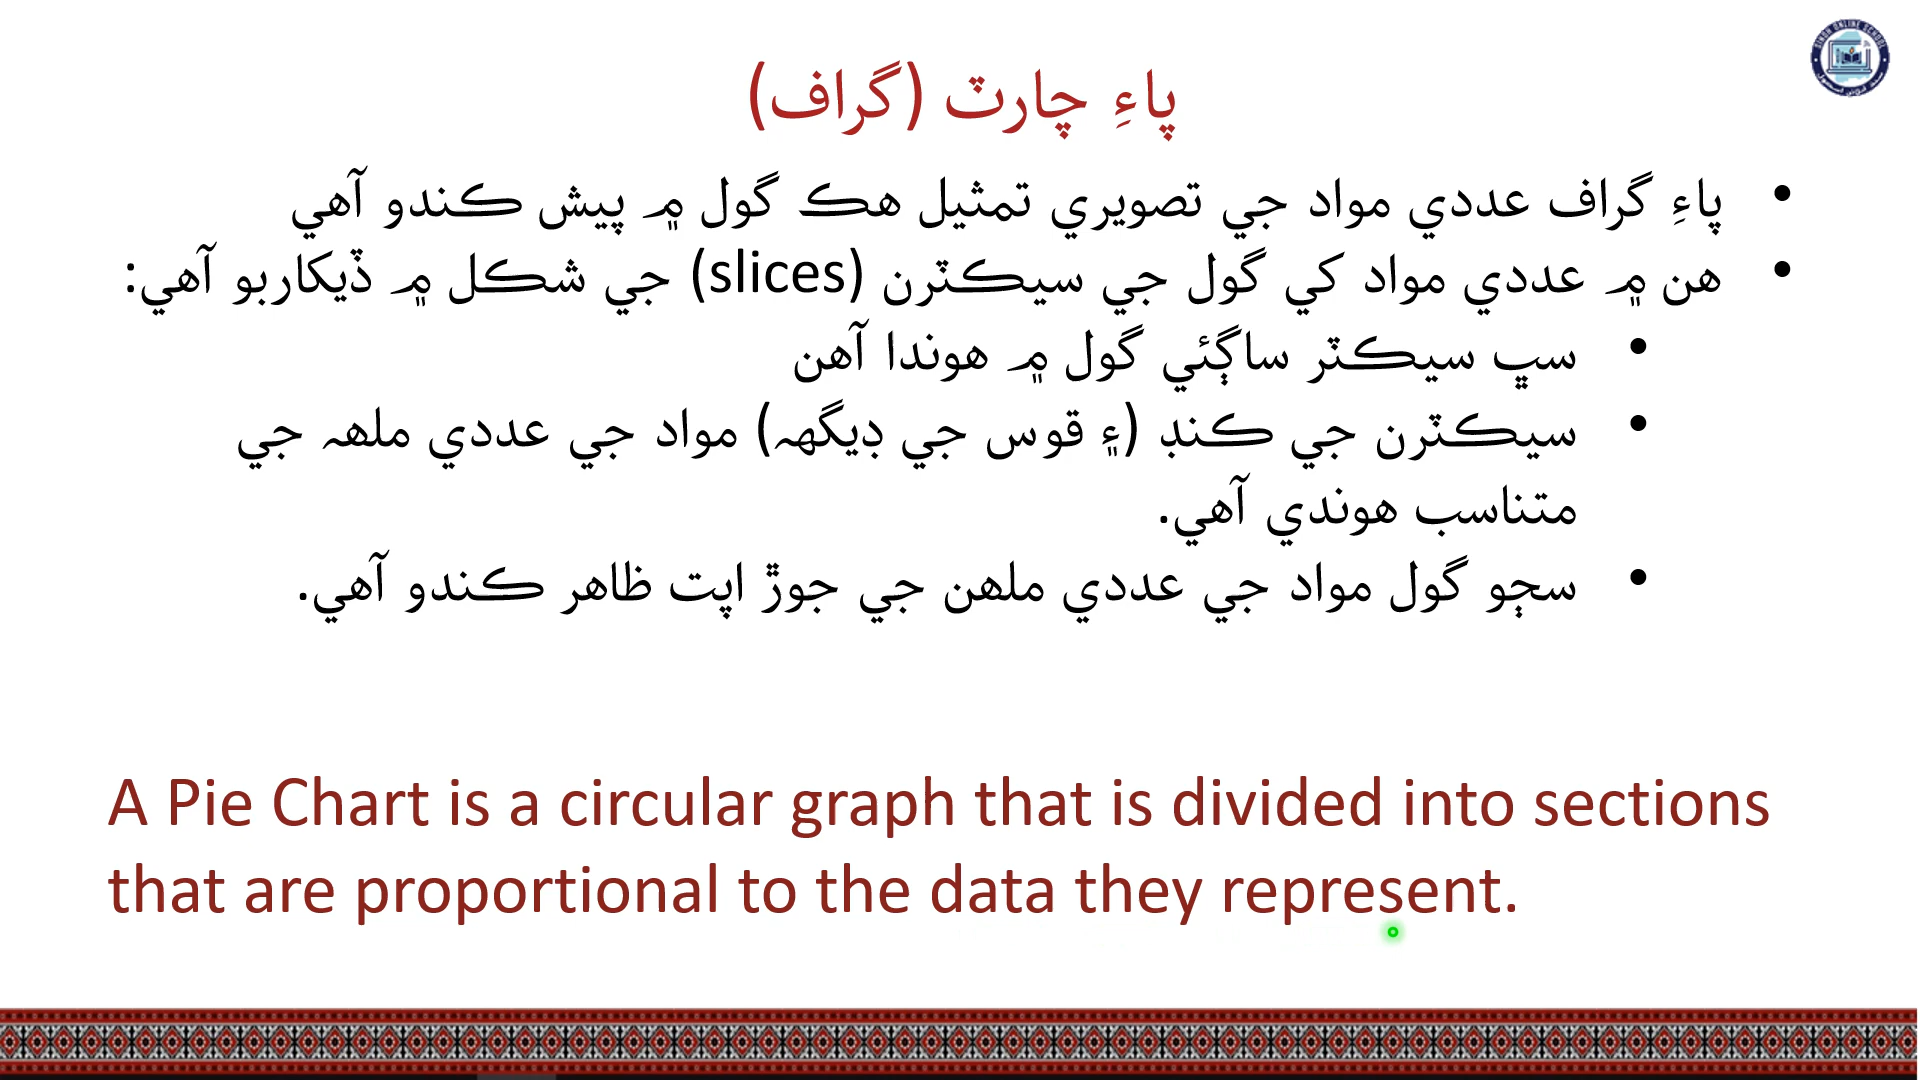 پاءِ چارٽ (گراف)
پاءِ گراف عددي مواد جي تصويري تمثيل هڪ گول ۾ پيش ڪندو آهي
هن ۾ عددي مواد کي گول جي سيڪٽرن (slices) جي شڪل ۾ ڏيکاربو آهي:
سڀ سيڪٽر ساڳئي گول ۾ هوندا آهن
سيڪٽرن جي ڪنڊ (۽ قوس جي ڊيگهہ) مواد جي عددي ملهہ جي
متناسب هوندي آهي.
سڄو گول مواد جي عددي ملهن جي جوڙ اپت ظاهر ڪندو آهي.
A Pie Chart is a circular graph that is divided into sections
that are proportional to the data they represent.